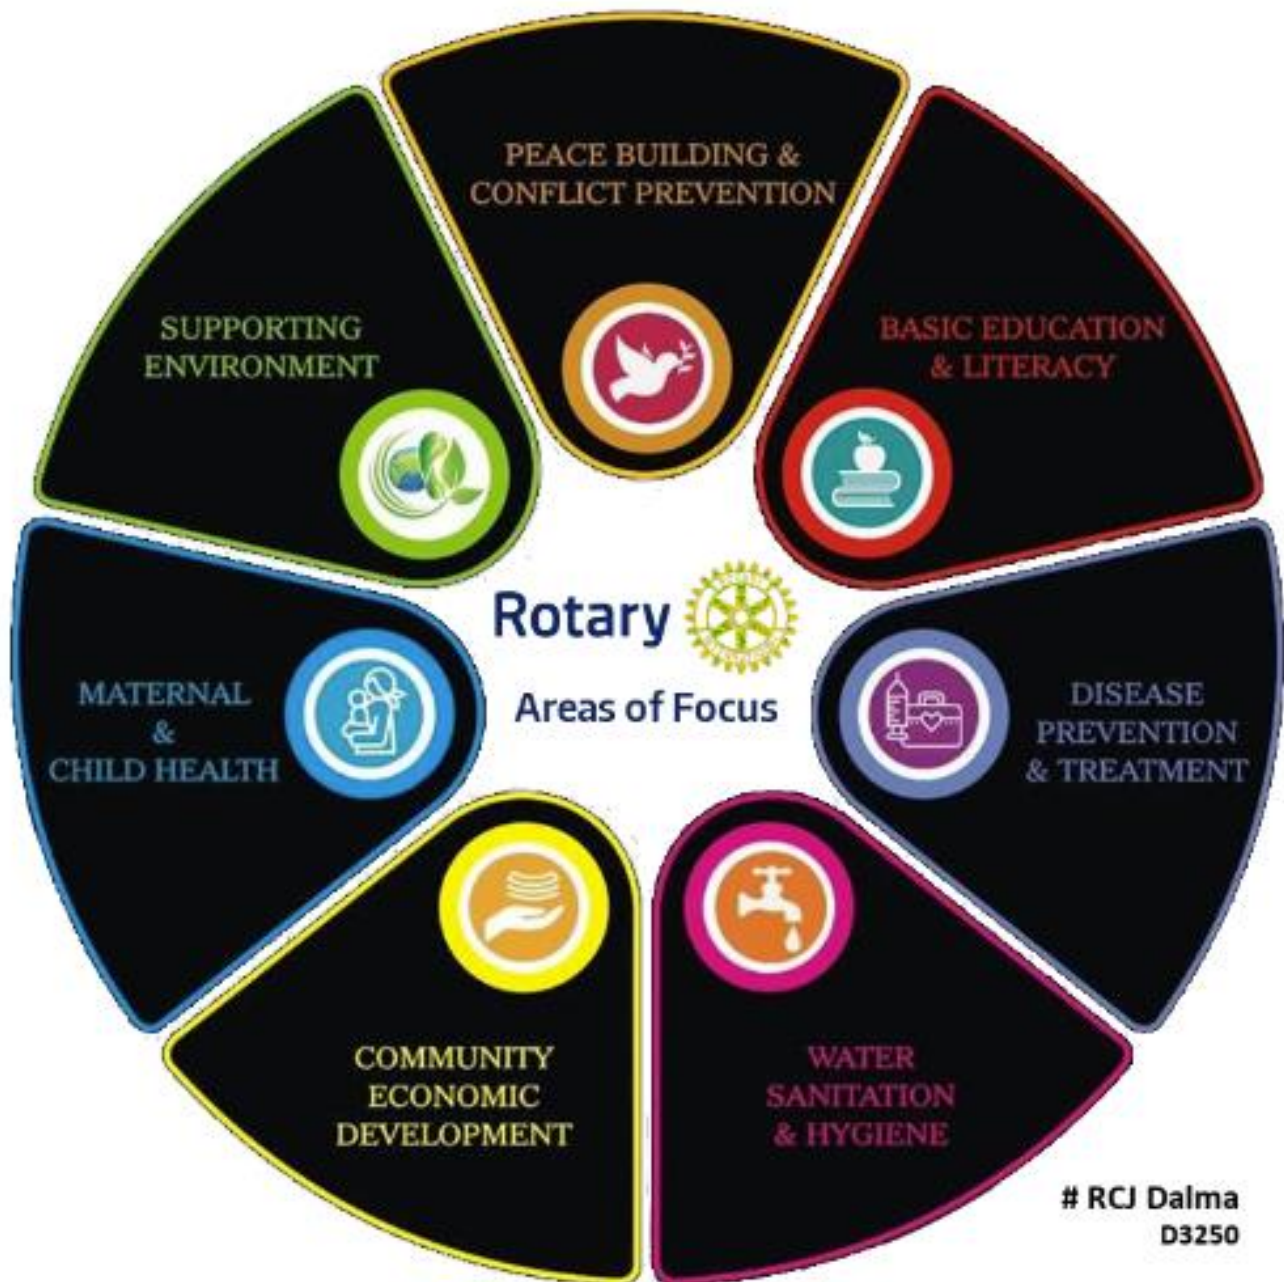 PEACE BUILDING &
CONFLICT PREVENTION
BASIC EDUCATION
& LITERACY
DISEASE
PREVENTION
& TREATMENT
WATER
SANITATION
& HYGIENE
COMMUNITY
ECONOMIC
DEVELOPMENT
MATERNAL
&
CHILD HEALTH
SUPPORTING
ENVIRONMENT
Rotary
Areas of Focus
# RCJ Dalma
D3250